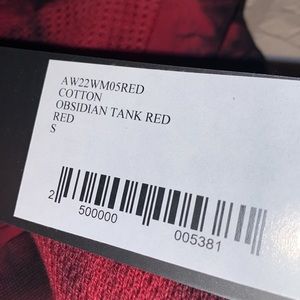 AW22WM05RED
COTTON
OBSIDIAN TANK RED
RED
S
2 500000 005381